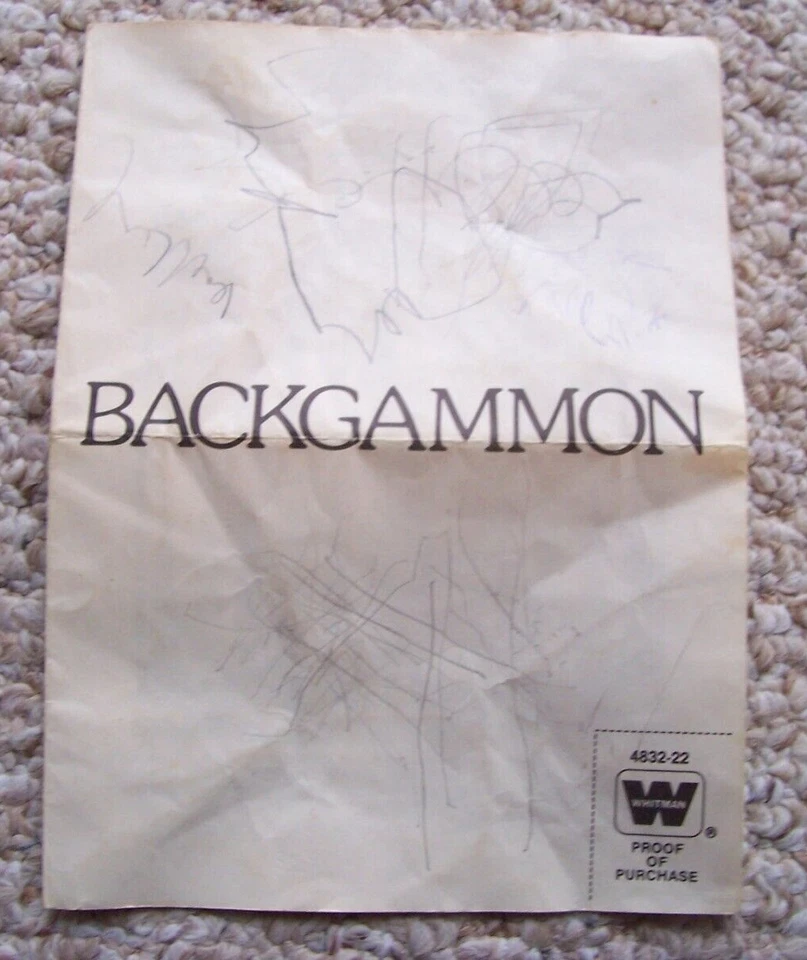 BACKGAMMON
4832-22
WHITMAN
®
PROOF
OF
PURCHASE